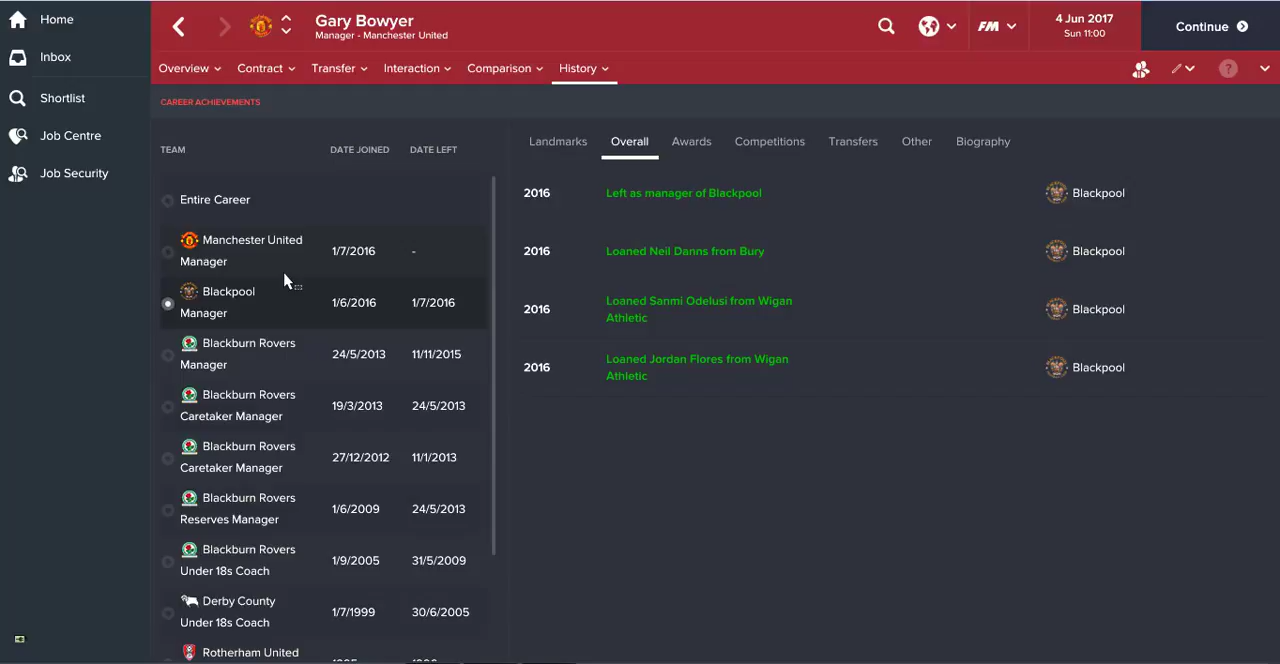 Home
Inbox
Shortlist
Job Centre
Job Security
Gary Bowyer
Manager - Manchester United
FM
4 Jun 2017
Sun 11:00
Continue
Overview
Contract
Transfer
Interaction
Comparison
History
?
CAREER ACHIEVEMENTS
TEAM DATE JOINED DATE LEFT
Entire Career
Manchester United
Manager
1/7/2016 -
Blackpool
Manager
1/6/2016 1/7/2016
Blackburn Rovers
Manager
24/5/2013 11/11/2015
Blackburn Rovers
Caretaker Manager
19/3/2013 24/5/2013
Blackburn Rovers
Caretaker Manager
27/12/2012 11/1/2013
Blackburn Rovers
Reserves Manager
1/6/2009 24/5/2013
Blackburn Rovers
Under 18s Coach
1/9/2005 31/5/2009
Derby County
Under 18s Coach
1/7/1999 30/6/2005
Rotherham United
Landmarks Overall Awards Competitions Transfers Other Biography
2016 Left as manager of Blackpool Blackpool
2016 Loaned Neil Danns from Bury Blackpool
2016 Loaned Sanmi Odelusi from Wigan
Athletic
Blackpool
2016 Loaned Jordan Flores from Wigan
Athletic
Blackpool